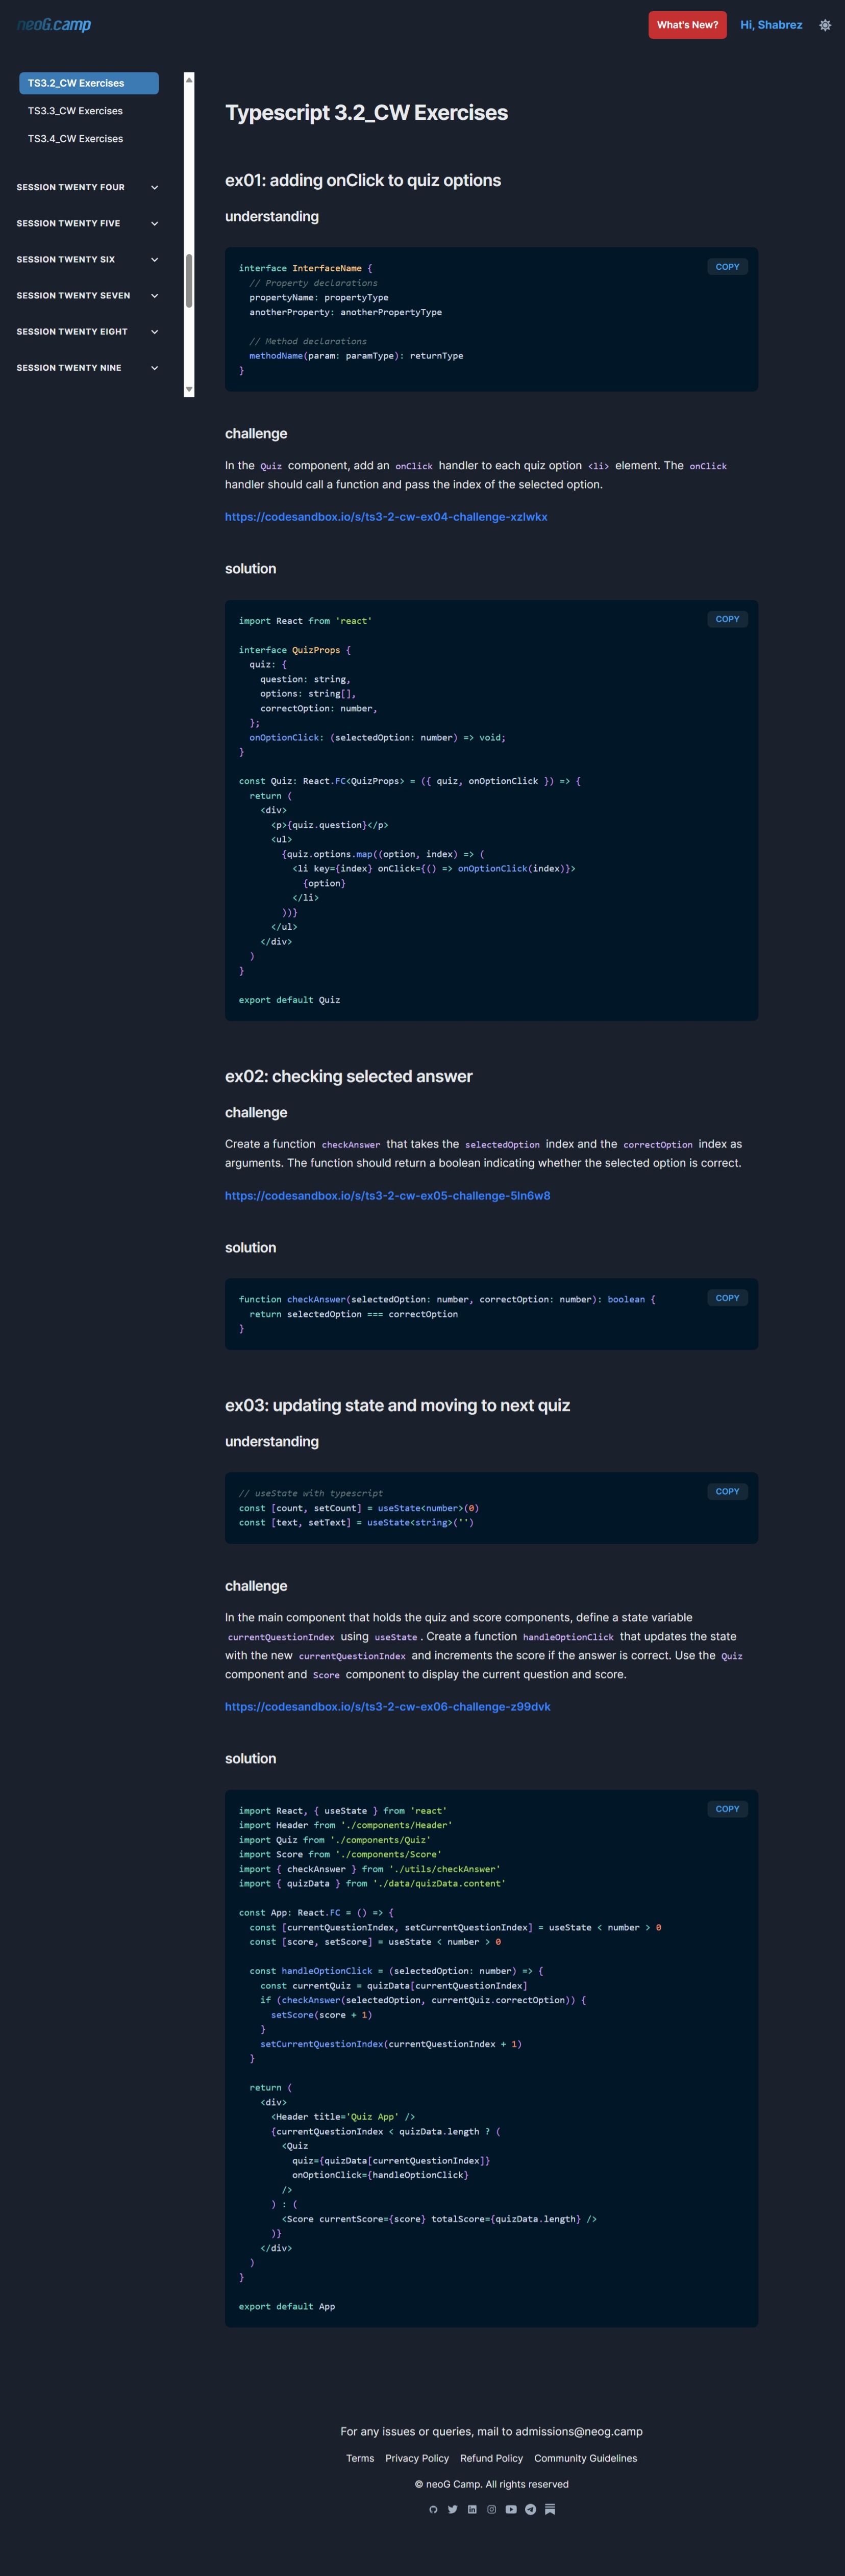 neoG.camp
What's New?
Hi, Shabrez
TS3.2_CW Exercises
TS3.3_CW Exercises
TS3.4_CW Exercises
SESSION TWENTY FOUR
SESSION TWENTY FIVE
SESSION TWENTY SIX
SESSION TWENTY SEVEN
SESSION TWENTY EIGHT
SESSION TWENTY NINE
Typescript 3.2_CW Exercises
ex01: adding onClick to quiz options
understanding
COPY
interface InterfaceName {
  // Property declarations
  propertyName: propertyType
  anotherProperty: anotherPropertyType

  // Method declarations
  methodName(param: paramType): returnType
}
challenge
In the Quiz component, add an onClick handler to each quiz option <li> element. The onClick
handler should call a function and pass the index of the selected option.
https://codesandbox.io/s/ts3-2-cw-ex04-challenge-xzlwkx
solution
COPY
import React from 'react'

interface QuizProps {
  quiz: {
    question: string,
    options: string[],
    correctOption: number,
  };
  onOptionClick: (selectedOption: number) => void;
}

const Quiz: React.FC<QuizProps> = ({ quiz, onOptionClick }) => {
  return (
    <div>
      <p>{quiz.question}</p>
      <ul>
        {quiz.options.map((option, index) => (
          <li key={index} onClick={() => onOptionClick(index)}>
            {option}
          </li>
        ))}
      </ul>
    </div>
  )
}

export default Quiz
ex02: checking selected answer
challenge
Create a function checkAnswer that takes the selectedOption index and the correctOption index as
arguments. The function should return a boolean indicating whether the selected option is correct.
https://codesandbox.io/s/ts3-2-cw-ex05-challenge-5ln6w8
solution
COPY
function checkAnswer(selectedOption: number, correctOption: number): boolean {
  return selectedOption === correctOption
}
ex03: updating state and moving to next quiz
understanding
COPY
// useState with typescript
const [count, setCount] = useState<number>(0)
const [text, setText] = useState<string>('')
challenge
In the main component that holds the quiz and score components, define a state variable
currentQuestionIndex using useState . Create a function handleOptionClick that updates the state
with the new currentQuestionIndex and increments the score if the answer is correct. Use the Quiz
component and Score component to display the current question and score.
https://codesandbox.io/s/ts3-2-cw-ex06-challenge-z99dvk
solution
COPY
import React, { useState } from 'react'
import Header from './components/Header'
import Quiz from './components/Quiz'
import Score from './components/Score'
import { checkAnswer } from './utils/checkAnswer'
import { quizData } from './data/quizData.content'

const App: React.FC = () => {
  const [currentQuestionIndex, setCurrentQuestionIndex] = useState < number > 0
  const [score, setScore] = useState < number > 0

  const handleOptionClick = (selectedOption: number) => {
    const currentQuiz = quizData[currentQuestionIndex]
    if (checkAnswer(selectedOption, currentQuiz.correctOption)) {
      setScore(score + 1)
    }
    setCurrentQuestionIndex(currentQuestionIndex + 1)
  }

  return (
    <div>
      <Header title='Quiz App' />
      {currentQuestionIndex < quizData.length ? (
        <Quiz
          quiz={quizData[currentQuestionIndex]}
          onOptionClick={handleOptionClick}
        />
      ) : (
        <Score currentScore={score} totalScore={quizData.length} />
      )}
    </div>
  )
}

export default App
For any issues or queries, mail to admissions@neog.camp
Terms Privacy Policy Refund Policy Community Guidelines
© neoG Camp. All rights reserved